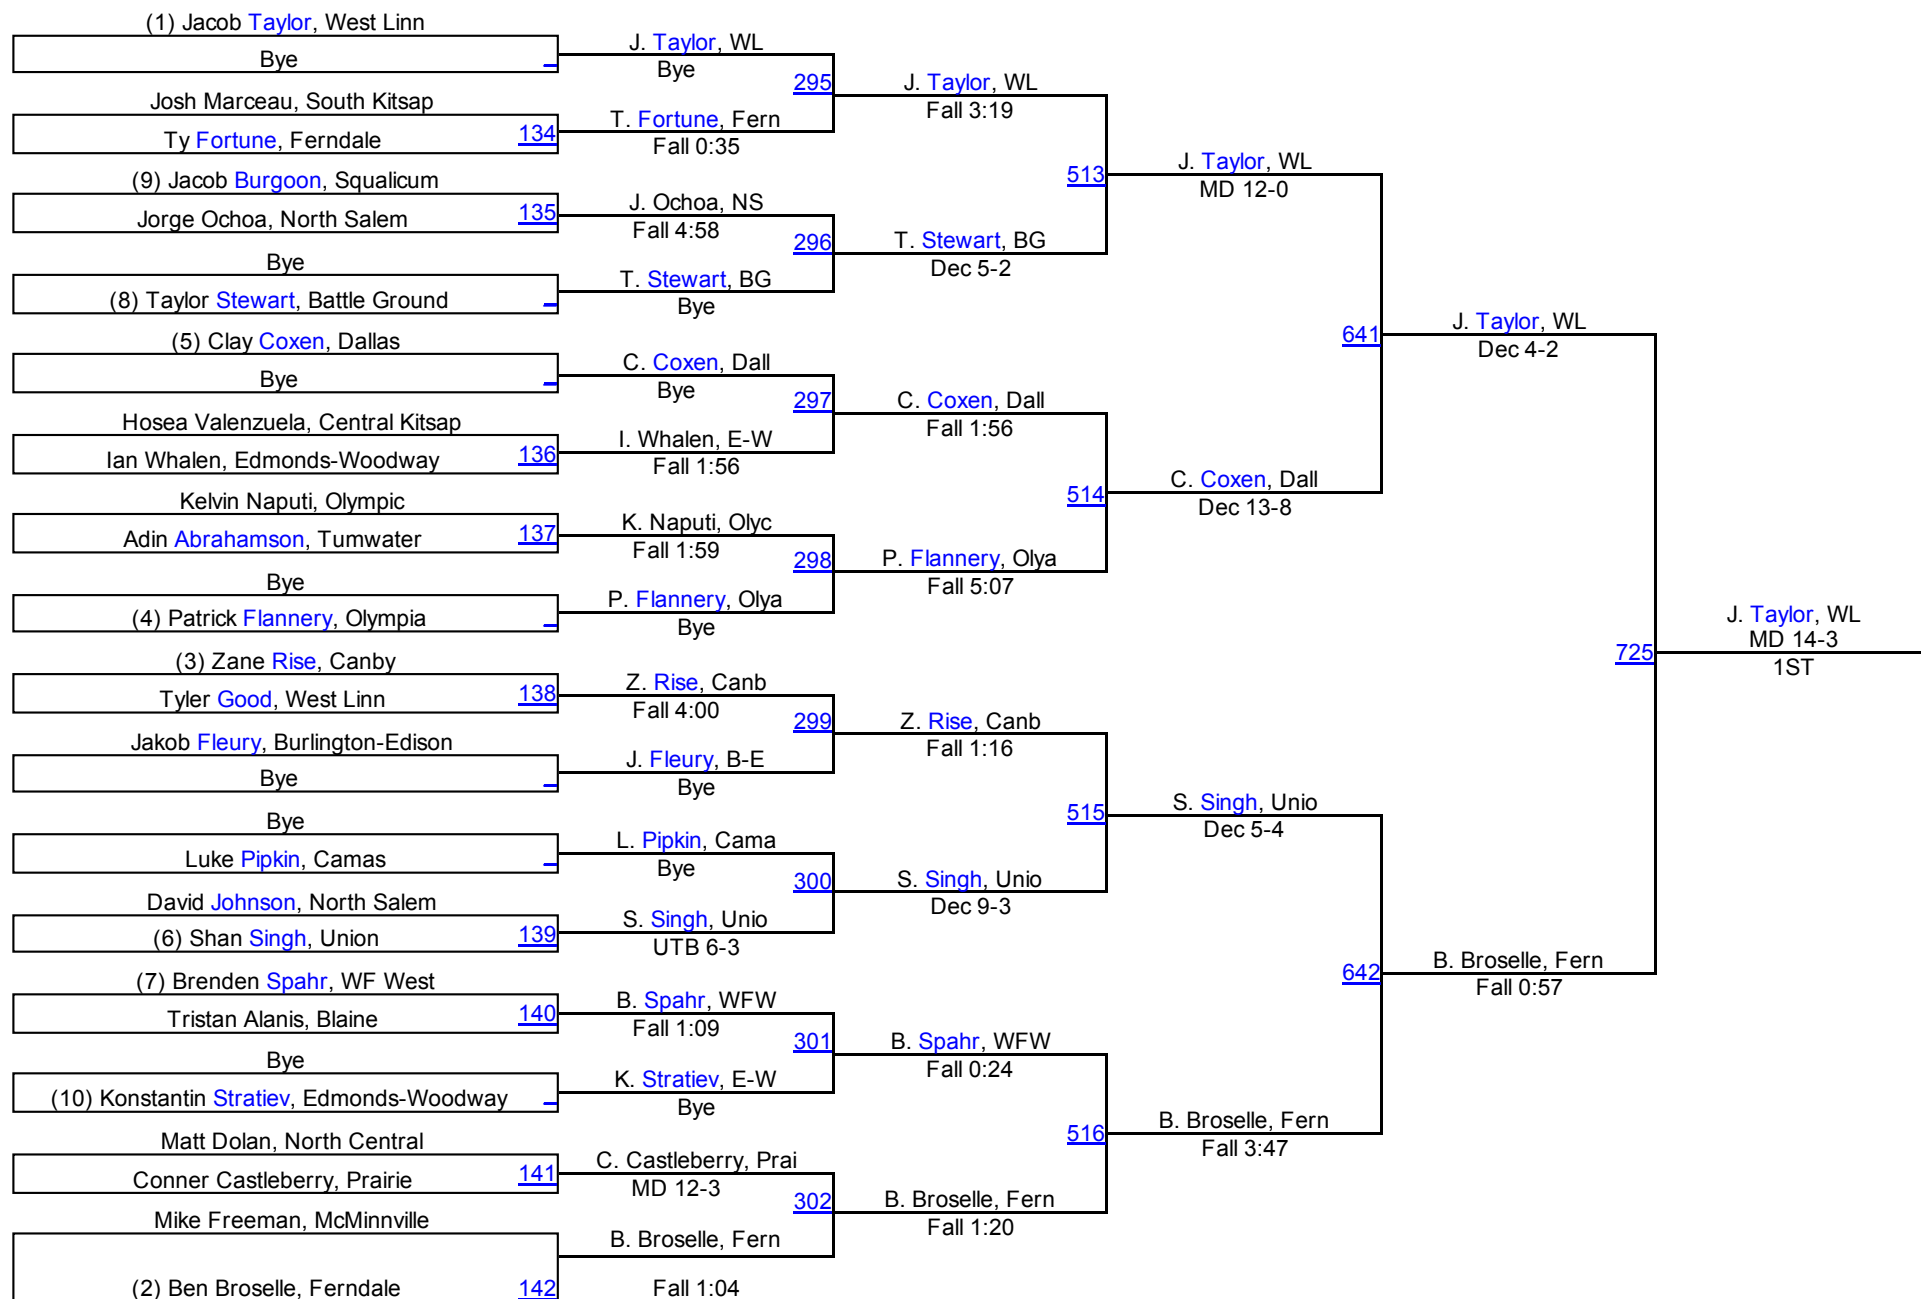 (1) Jacob Taylor, West Linn
Bye
Josh Marceau, South Kitsap
Ty Fortune, Ferndale
134
(9) Jacob Burgoon, Squalicum
Jorge Ochoa, North Salem
135
Bye
(8) Taylor Stewart, Battle Ground
(5) Clay Coxen, Dallas
Bye
Hosea Valenzuela, Central Kitsap
Ian Whalen, Edmonds-Woodway
136
Kelvin Naputi, Olympic
Adin Abrahamson, Tumwater
137
Bye
(4) Patrick Flannery, Olympia
(3) Zane Rise, Canby
Tyler Good, West Linn
138
Jakob Fleury, Burlington-Edison
Bye
Bye
Luke Pipkin, Camas
David Johnson, North Salem
(6) Shan Singh, Union
139
(7) Brenden Spahr, WF West
Tristan Alanis, Blaine
140
Bye
(10) Konstantin Stratiev, Edmonds-Woodway
Matt Dolan, North Central
Conner Castleberry, Prairie
141
Mike Freeman, McMinnville
(2) Ben Broselle, Ferndale
142
J. Taylor, WL
Bye
295
T. Fortune, Fern
Fall 0:35
J. Ochoa, NS
Fall 4:58
296
T. Stewart, BG
Bye
C. Coxen, Dall
Bye
297
I. Whalen, E-W
Fall 1:56
K. Naputi, Olyc
Fall 1:59
298
P. Flannery, Olya
Bye
Z. Rise, Canb
Fall 4:00
299
J. Fleury, B-E
Bye
L. Pipkin, Cama
Bye
300
S. Singh, Unio
UTB 6-3
B. Spahr, WFW
Fall 1:09
301
K. Stratiev, E-W
Bye
C. Castleberry, Prai
MD 12-3
302
B. Broselle, Fern
Fall 1:04
J. Taylor, WL
Fall 3:19
513
T. Stewart, BG
Dec 5-2
C. Coxen, Dall
Fall 1:56
514
P. Flannery, Olya
Fall 5:07
Z. Rise, Canb
Fall 1:16
515
S. Singh, Unio
Dec 9-3
B. Spahr, WFW
Fall 0:24
516
B. Broselle, Fern
Fall 1:20
J. Taylor, WL
MD 12-0
641
C. Coxen, Dall
Dec 13-8
S. Singh, Unio
Dec 5-4
642
B. Broselle, Fern
Fall 3:47
J. Taylor, WL
Dec 4-2
725
B. Broselle, Fern
Fall 0:57
J. Taylor, WL
MD 14-3
1ST